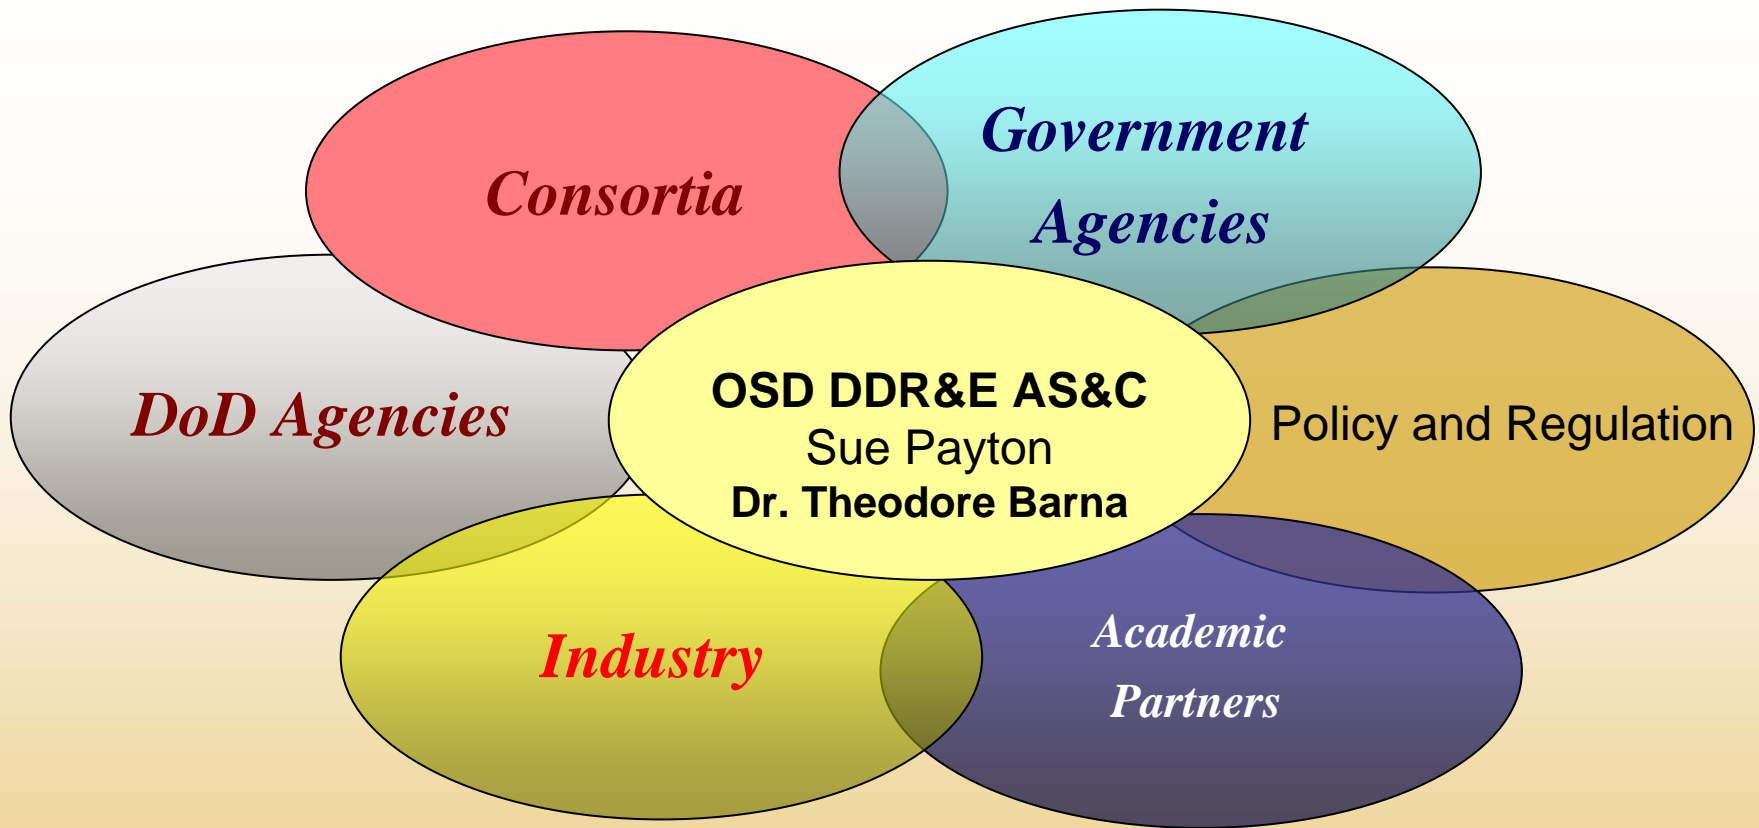 Government
Agencies
Consortia
DoD Agencies
OSD DDR&E AS&C
Sue Payton
Dr. Theodore Barna
Policy and Regulation
Industry
Academic
Partners